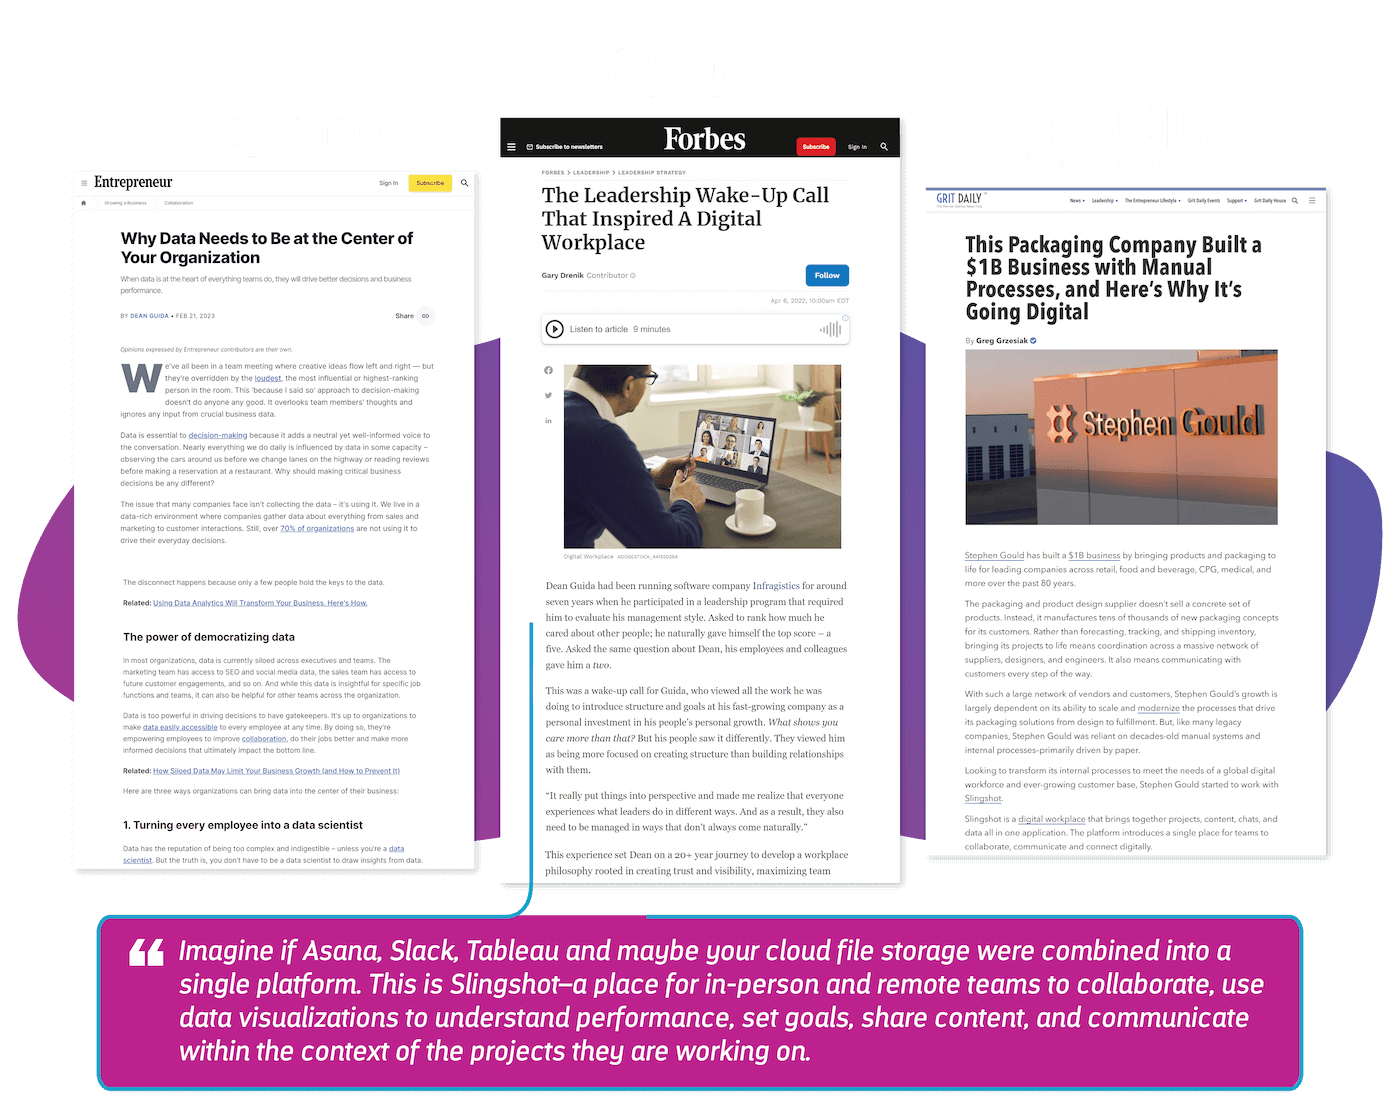 Entrepreneur
Sign In
Subscribe
Growing a Business
Collaboration
Why Data Needs to Be at the Center of
Your Organization
When data is at the heart of everything teams do, they will drive better decisions and business
performance.
BY DEAN GUIDA • FEB 21, 2023
Share
Opinions expressed by Entrepreneur contributors are their own.
We've all been in a team meeting where creative ideas flow left and right — but
they're overridden by the loudest, the most influential or highest-ranking
person in the room. This 'because I said so' approach to decision-making
doesn't do anyone any good. It overlooks team members' thoughts and
ignores any input from crucial business data.
Data is essential to decision-making because it adds a neutral yet well-informed voice to
the conversation. Nearly everything we do daily is influenced by data in some capacity –
observing the cars around us before we change lanes on the highway or reading reviews
before making a reservation at a restaurant. Why should making critical business
decisions be any different?
The issue that many companies face isn't collecting the data – it's using it. We live in a
data-rich environment where companies gather data about everything from sales and
marketing to customer interactions. Still, over 70% of organizations are not using it to
drive their everyday decisions.
The disconnect happens because only a few people hold the keys to the data.
Related: Using Data Analytics Will Transform Your Business. Here's How.
The power of democratizing data
In most organizations, data is currently siloed across executives and teams. The
marketing team has access to SEO and social media data, the sales team has access to
future customer engagements, and so on. And while this data is insightful for specific job
functions and teams, it can also be helpful for other teams across the organization.
Data is too powerful in driving decisions to have gatekeepers. It's up to organizations to
make data easily accessible to every employee at any time. By doing so, they're
empowering employees to improve collaboration, do their jobs better and make more
informed decisions that ultimately impact the bottom line.
Related: How Siloed Data May Limit Your Business Growth (and How to Prevent It)
Here are three ways organizations can bring data into the center of their business:
1. Turning every employee into a data scientist
Data has the reputation of being too complex and indigestible – unless you're a data
scientist. But the truth is, you don't have to be a data scientist to draw insights from data.
Subscribe to newsletters
Forbes
Subscribe
Sign In
FORBES > LEADERSHIP > LEADERSHIP STRATEGY
The Leadership Wake-Up Call
That Inspired A Digital
Workplace
Gary Drenik Contributor
Follow
Apr 6, 2022, 10:00am EDT
Listen to article 9 minutes
Stephen Gould
Digital Workplace ADOBESTOCK_441550284
Dean Guida had been running software company Infragistics for around
seven years when he participated in a leadership program that required
him to evaluate his management style. Asked to rank how much he
cared about other people; he naturally gave himself the top score – a
five. Asked the same question about Dean, his employees and colleagues
gave him a two.
This was a wake-up call for Guida, who viewed all the work he was
doing to introduce structure and goals at his fast-growing company as a
personal investment in his people's personal growth. What shows you
care more than that? But his people saw it differently. They viewed him
as being more focused on creating structure than building relationships
with them.
“It really put things into perspective and made me realize that everyone
experiences what leaders do in different ways. And as a result, they also
need to be managed in ways that don't always come naturally.”
This experience set Dean on a 20+ year journey to develop a workplace
philosophy rooted in creating trust and visibility, maximizing team
GRIT DAILY
News
Leadership
The Entrepreneur Lifestyle
Grit Daily Events
Support
Grit Daily House
This Packaging Company Built a
$1B Business with Manual
Processes, and Here's Why It's
Going Digital
By Greg Grzesiak
Stephen Gould has built a $1B business by bringing products and packaging to
life for leading companies across retail, food and beverage, CPG, medical, and
more over the past 80 years.
The packaging and product design supplier doesn't sell a concrete set of
products. Instead, it manufactures tens of thousands of new packaging concepts
for its customers. Rather than forecasting, tracking, and shipping inventory,
bringing its projects to life means coordination across a massive network of
suppliers, designers, and engineers. It also means communicating with
customers every step of the way.
With such a large network of vendors and customers, Stephen Gould's growth is
largely dependent on its ability to scale and modernize the processes that drive
its packaging solutions from design to fulfillment. But, like many legacy
companies, Stephen Gould was reliant on decades-old manual systems and
internal processes-primarily driven by paper.
Looking to transform its internal processes to meet the needs of a global digital
workforce and ever-growing customer base, Stephen Gould started to work with
Slingshot.
Slingshot is a digital workplace that brings together projects, content, chats, and
data all in one application. The platform introduces a single place for teams to
collaborate, communicate and connect digitally.
“Imagine if Asana, Slack, Tableau and maybe your cloud file storage were combined into a
single platform. This is Slingshot—a place for in-person and remote teams to collaborate, use
data visualizations to understand performance, set goals, share content, and communicate
within the context of the projects they are working on.